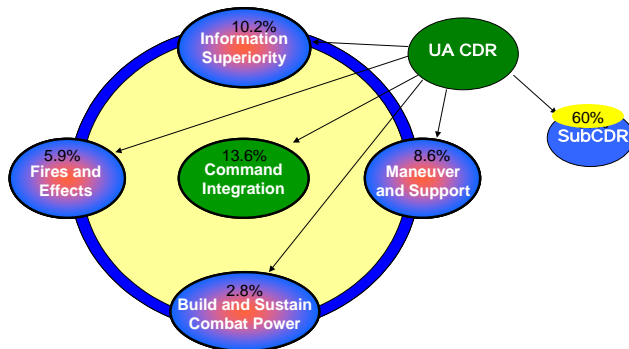 10.2%
Information
Superiority
UA CDR
60%
SubCDR
5.9%
Fires and
Effects
13.6%
Command
Integration
8.6%
Maneuver
and Support
2.8%
Build and Sustain
Combat Power